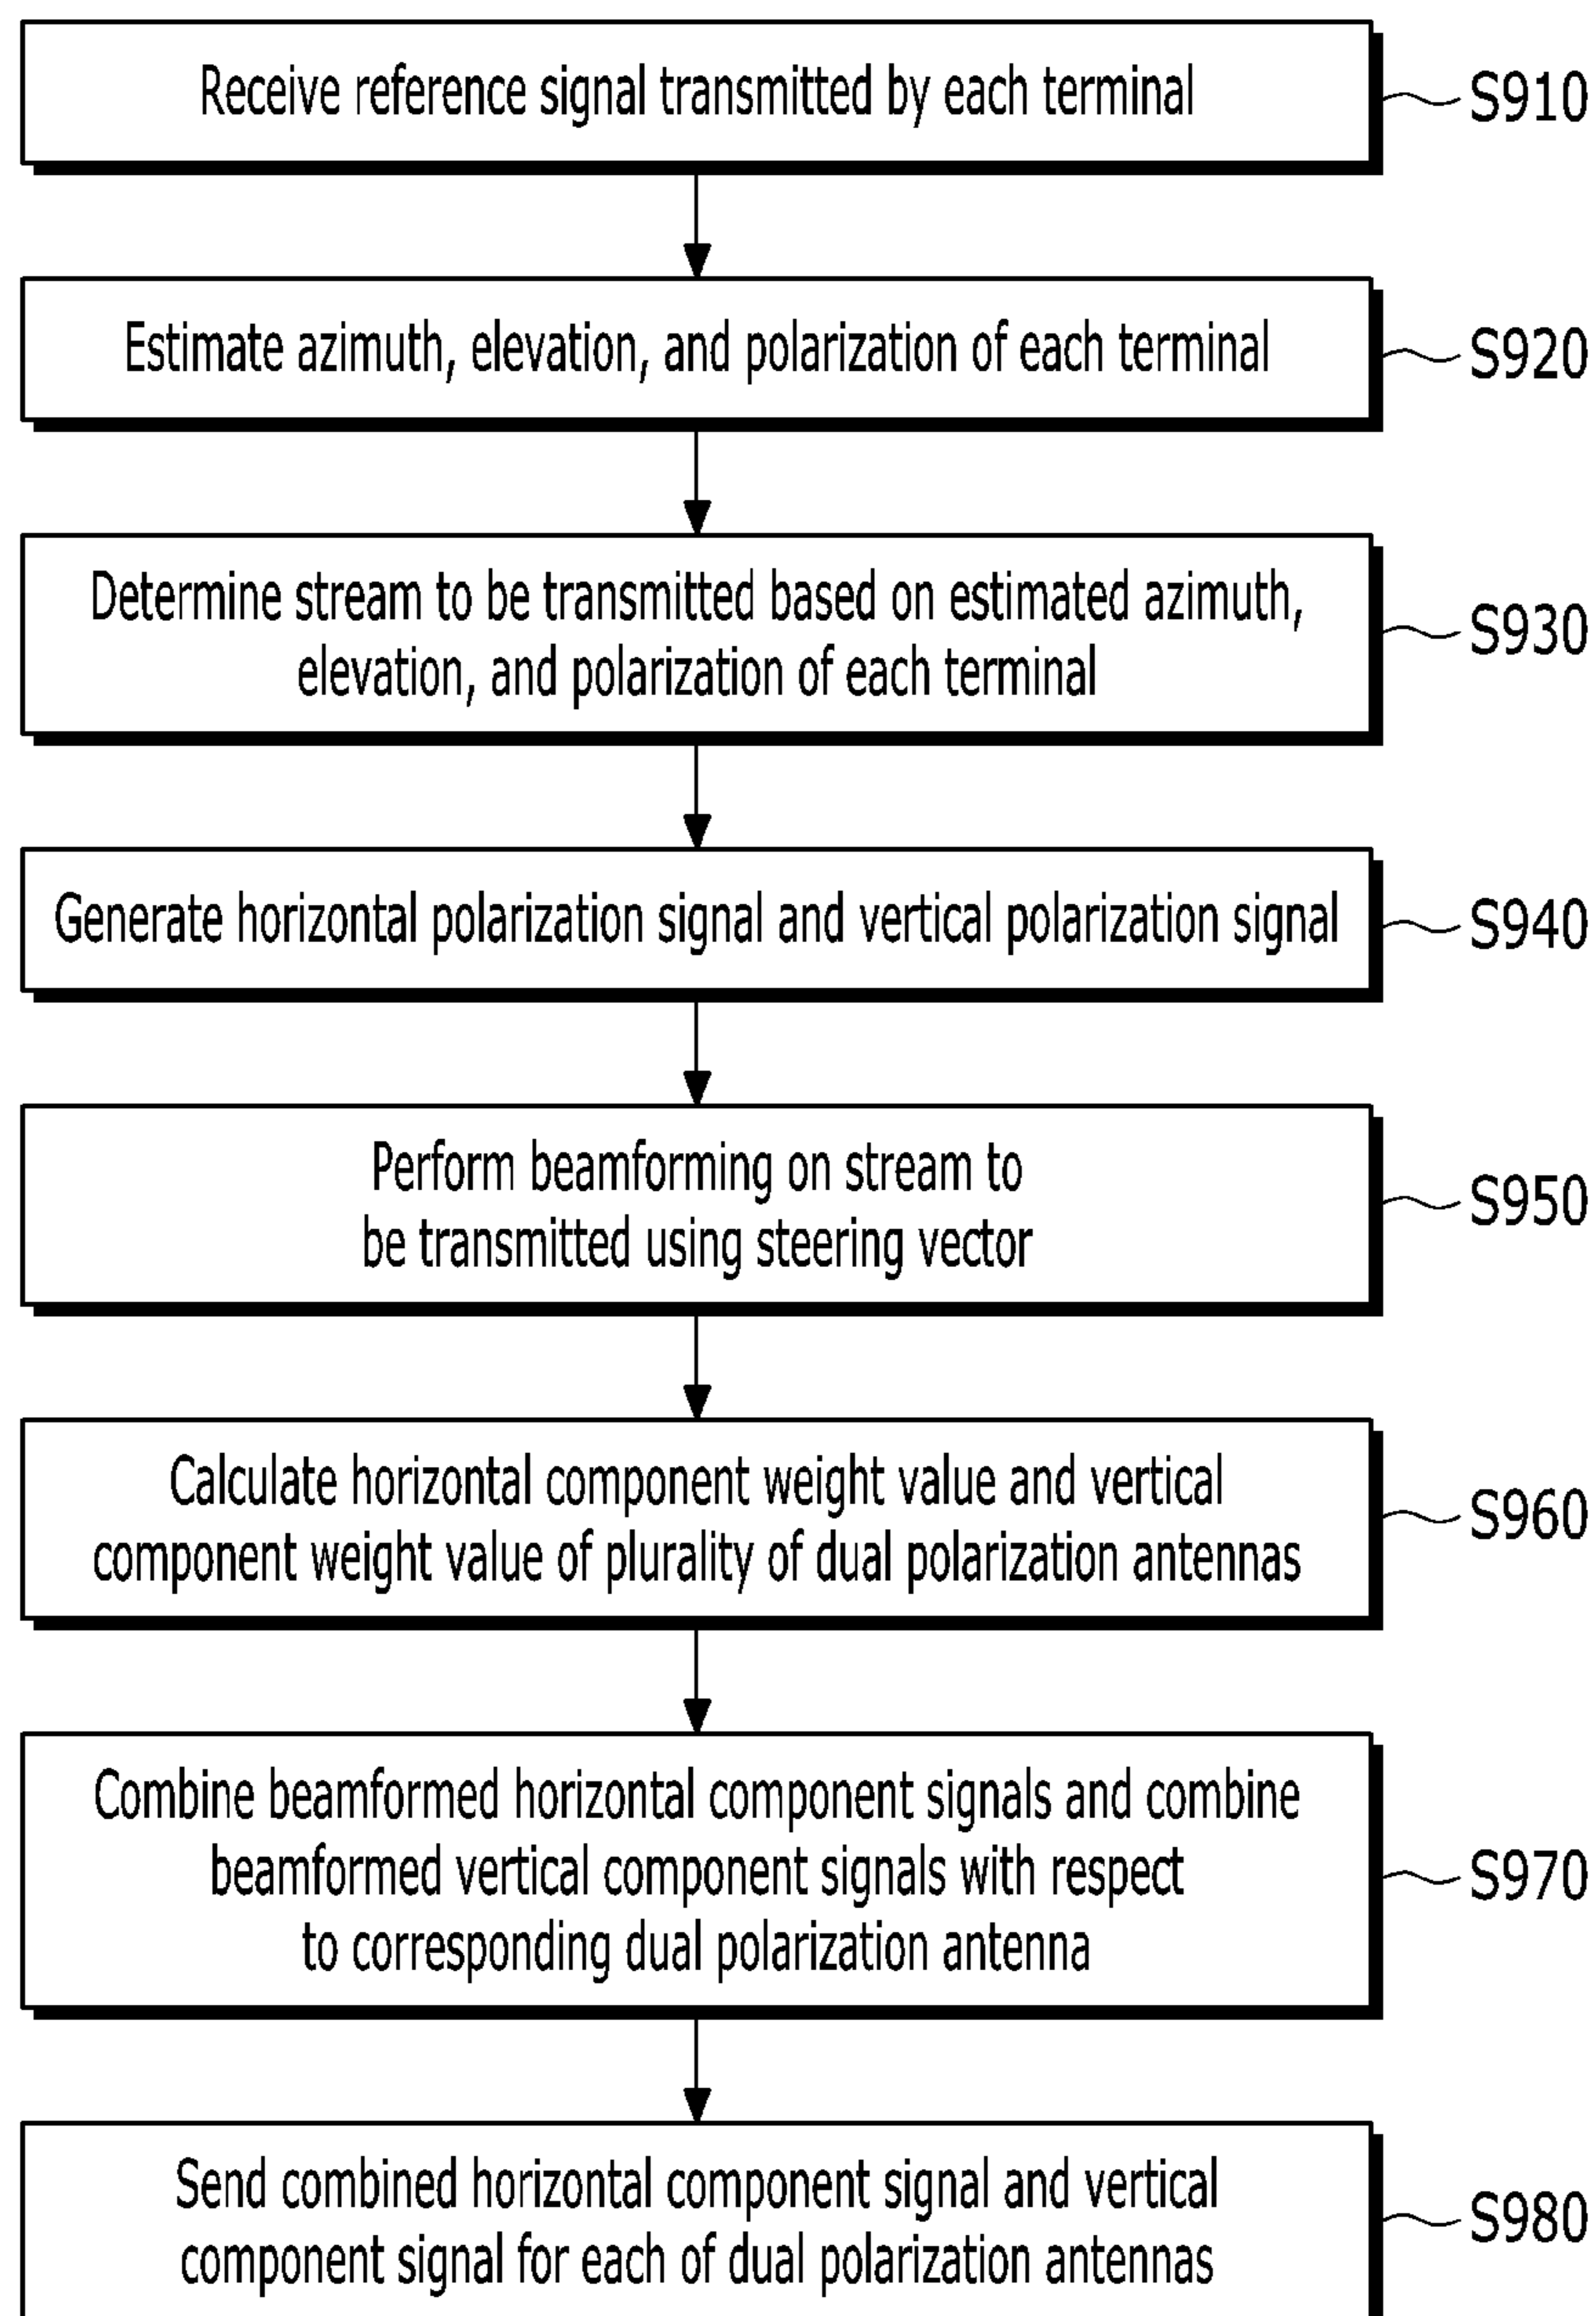 Receive reference signal transmitted by each terminal
S910
Estimate azimuth, elevation, and polarization of each terminal
S920
Determine stream to be transmitted based on estimated azimuth,
elevation, and polarization of each terminal
S930
Generate horizontal polarization signal and vertical polarization signal
S940
Perform beamforming on stream to
be transmitted using steering vector
S950
Calculate horizontal component weight value and vertical
component weight value of plurality of dual polarization antennas
S960
Combine beamformed horizontal component signals and combine
beamformed vertical component signals with respect
to corresponding dual polarization antenna
S970
Send combined horizontal component signal and vertical
component signal for each of dual polarization antennas
S980